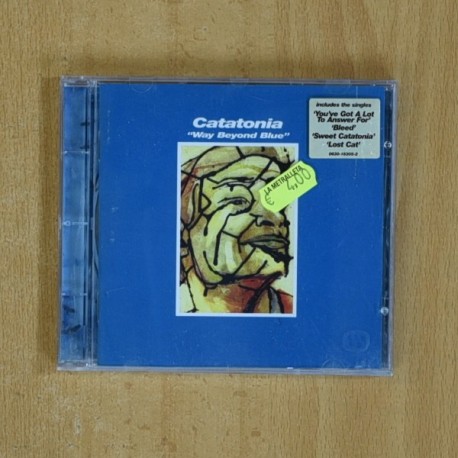 Catatonia
"Way Beyond Blue"
includes the singles
'You've Got A Lot
To Answer For'
'Bleed'
'Sweet Catatonia'
'Lost Cat'
LA METRALLETA
€ 4,00